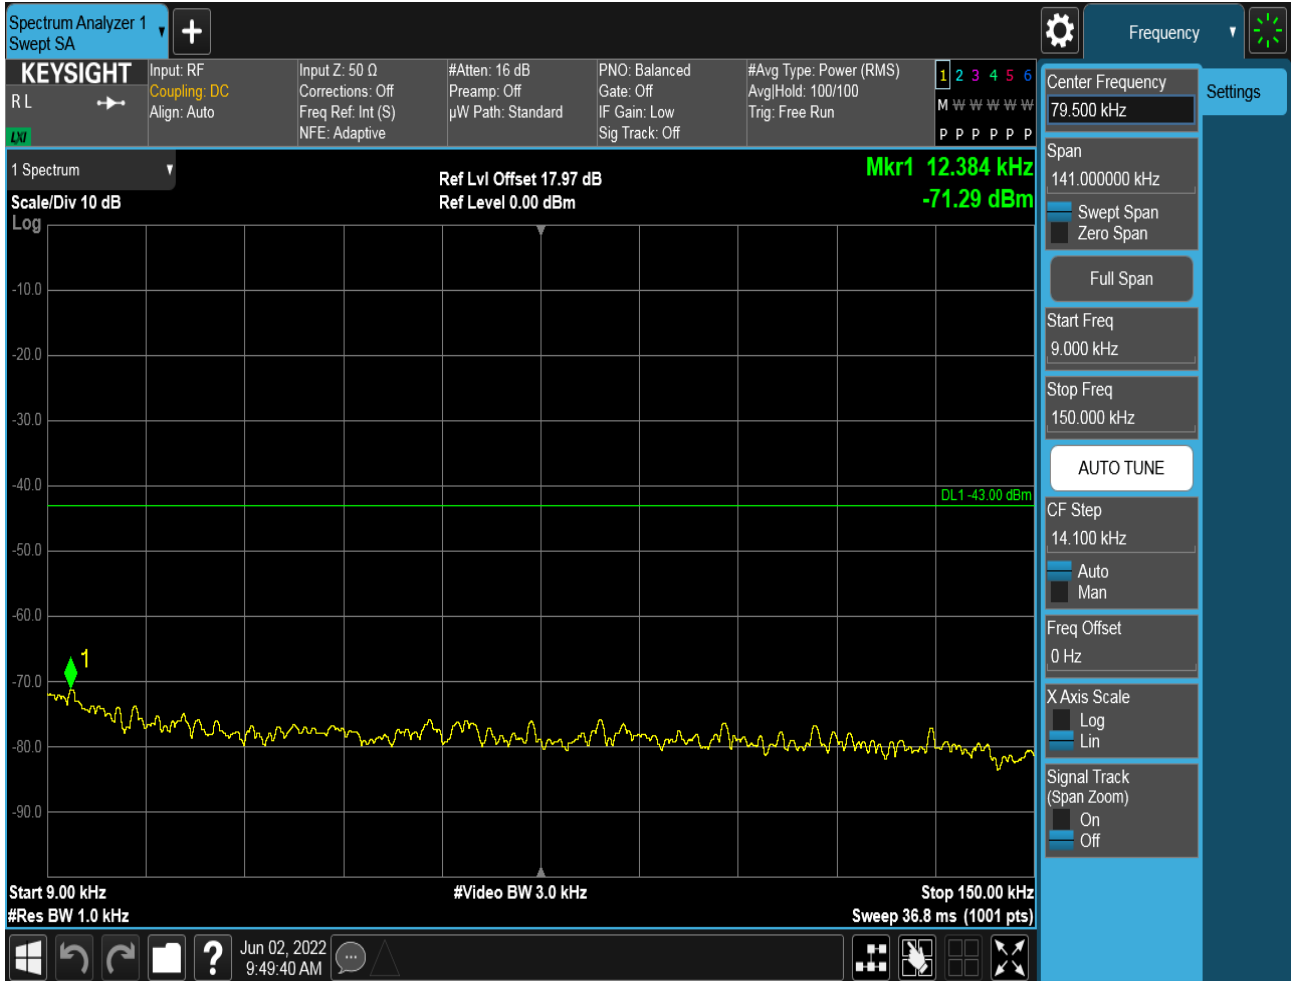 Spectrum Analyzer 1
Swept SA
Frequency
KEYSIGHT
R L
LXI
Input: RF
Coupling: DC
Align: Auto
Input Z: 50 Ω
Corrections: Off
Freq Ref: Int (S)
NFE: Adaptive
#Atten: 16 dB
Preamp: Off
µW Path: Standard
PNO: Balanced
Gate: Off
IF Gain: Low
Sig Track: Off
#Avg Type: Power (RMS)
Avg|Hold: 100/100
Trig: Free Run
1 2 3 4 5 6
M W W W W W
P P P P P P
1 Spectrum
Scale/Div 10 dB
Log
Ref Lvl Offset 17.97 dB
Ref Level 0.00 dBm
Mkr1 12.384 kHz
-71.29 dBm
-10.0
-20.0
-30.0
-40.0
DL1 -43.00 dBm
-50.0
-60.0
1
-70.0
-80.0
-90.0
Start 9.00 kHz
#Res BW 1.0 kHz
#Video BW 3.0 kHz
Stop 150.00 kHz
Sweep 36.8 ms (1001 pts)
?
Jun 02, 2022
9:49:40 AM
Center Frequency
79.500 kHz
Settings
Span
141.000000 kHz
Swept Span
Zero Span
Full Span
Start Freq
9.000 kHz
Stop Freq
150.000 kHz
AUTO TUNE
CF Step
14.100 kHz
Auto
Man
Freq Offset
0 Hz
X Axis Scale
Log
Lin
Signal Track
(Span Zoom)
On
Off